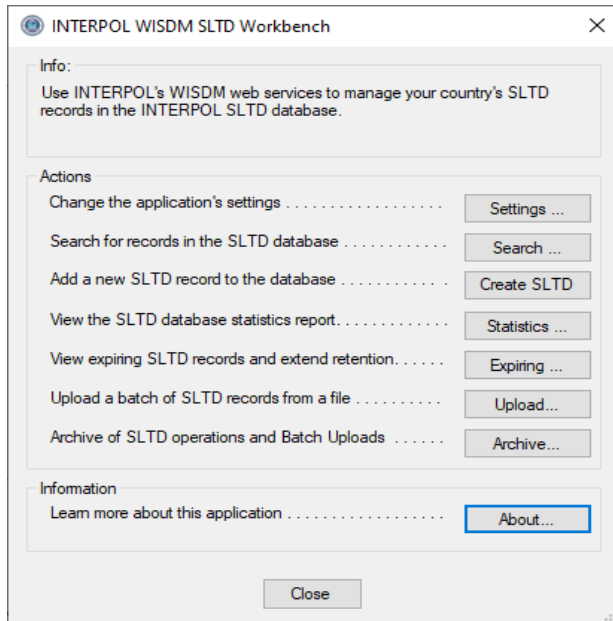 INTERPOL WISDM SLTD Workbench
Info:
Use INTERPOL's WISDM web services to manage your country's SLTD
records in the INTERPOL SLTD database.
Actions
Change the application's settings . . . . . . . . . . . . . . . . . . Settings ...
Search for records in the SLTD database . . . . . . . . . . . . Search ...
Add a new SLTD record to the database . . . . . . . . . . . . Create SLTD
View the SLTD database statistics report. . . . . . . . . . . . . Statistics ...
View expiring SLTD records and extend retention. . . . . . Expiring ...
Upload a batch of SLTD records from a file . . . . . . . . . . Upload...
Archive of SLTD operations and Batch Uploads . . . . . . Archive...
Information
Learn more about this application . . . . . . . . . . . . . . . . . . About...
Close